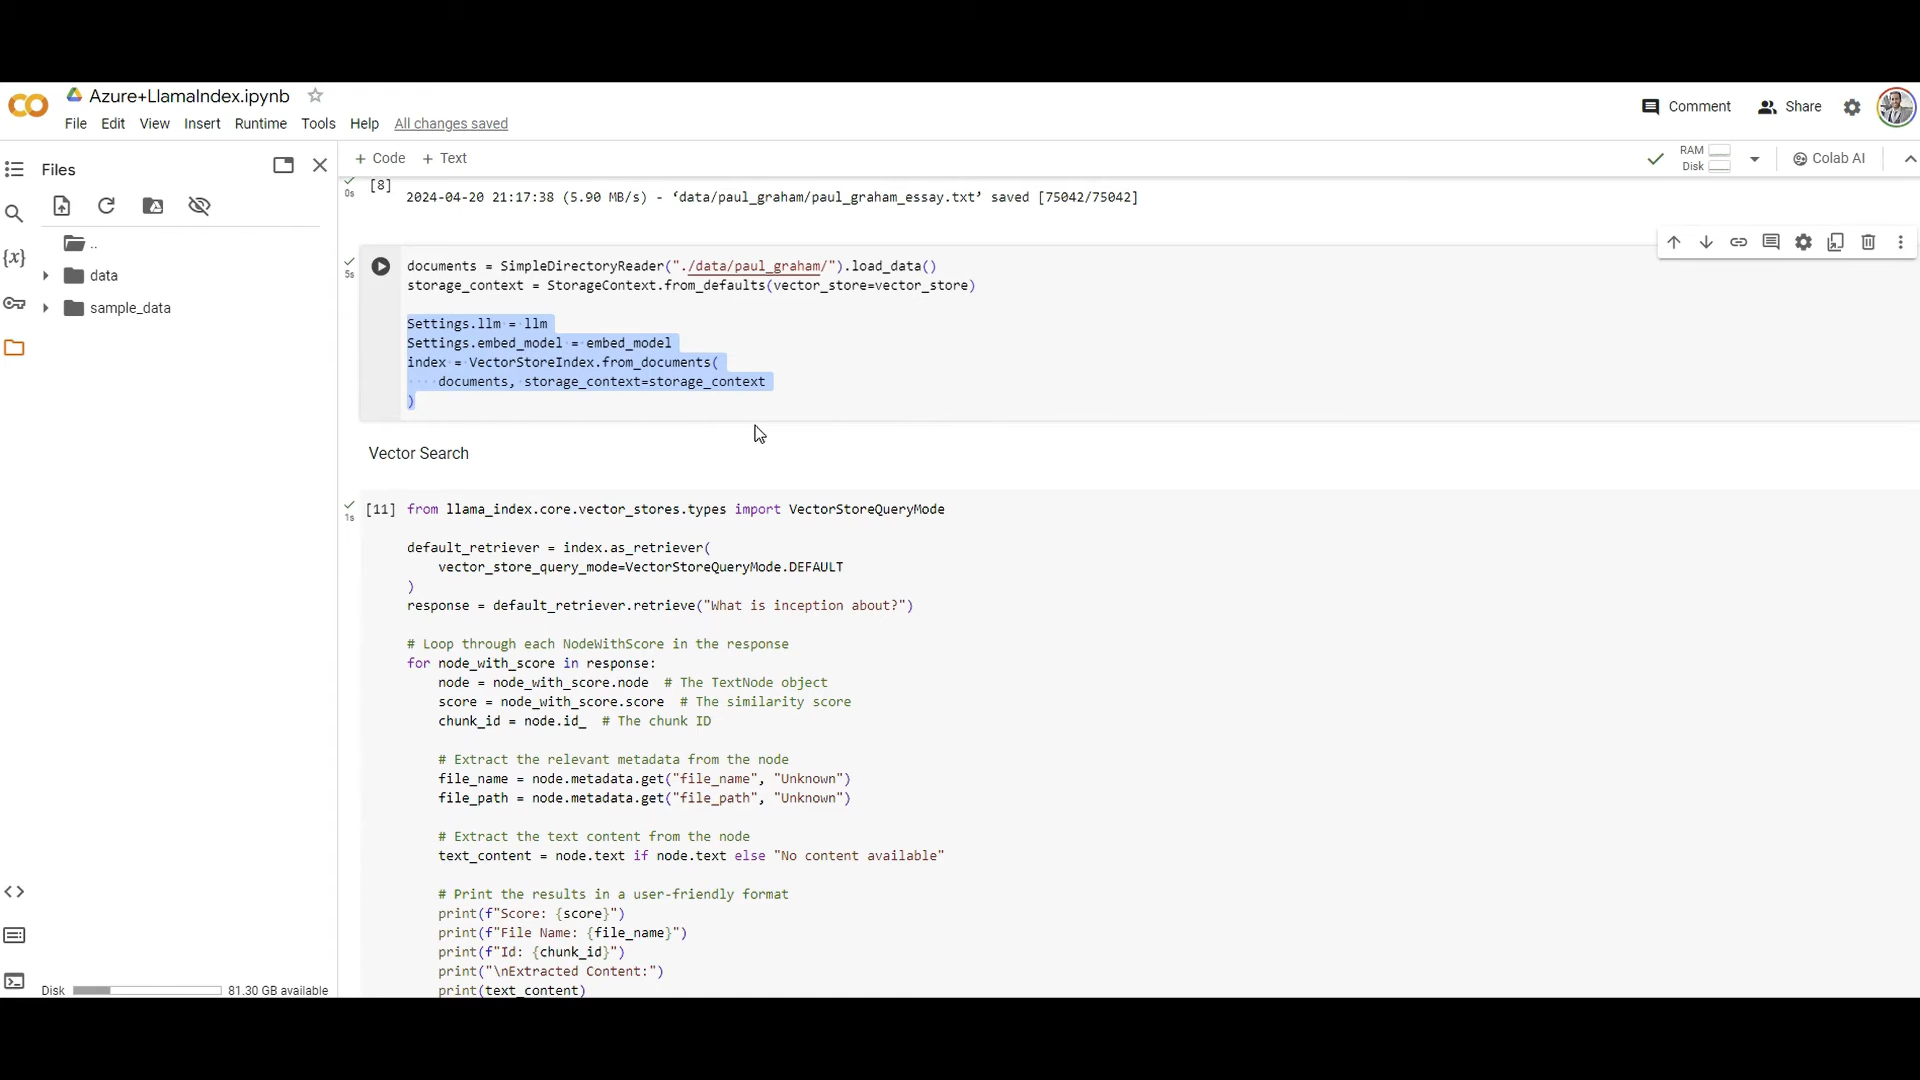 Azure+LlamaIndex.ipynb
File Edit View Insert Runtime Tools Help All changes saved
Comment Share
Files
+ Code + Text
RAM
Disk
Colab AI
..
data
sample_data
Disk 81.30 GB available
0s
[8]
2024-04-20 21:17:38 (5.90 MB/s) - ‘data/paul_graham/paul_graham_essay.txt’ saved [75042/75042]
5s
documents = SimpleDirectoryReader("./data/paul_graham/").load_data()
storage_context = StorageContext.from_defaults(vector_store=vector_store)
Settings.llm = llm
Settings.embed_model = embed_model
index = VectorStoreIndex.from_documents(
documents, storage_context=storage_context
)
Vector Search
1s
[11] from llama_index.core.vector_stores.types import VectorStoreQueryMode
default_retriever = index.as_retriever(
vector_store_query_mode=VectorStoreQueryMode.DEFAULT
)
response = default_retriever.retrieve("What is inception about?")
# Loop through each NodeWithScore in the response
for node_with_score in response:
node = node_with_score.node # The TextNode object
score = node_with_score.score # The similarity score
chunk_id = node.id_ # The chunk ID
# Extract the relevant metadata from the node
file_name = node.metadata.get("file_name", "Unknown")
file_path = node.metadata.get("file_path", "Unknown")
# Extract the text content from the node
text_content = node.text if node.text else "No content available"
# Print the results in a user-friendly format
print(f"Score: {score}")
print(f"File Name: {file_name}")
print(f"Id: {chunk_id}")
print("\nExtracted Content:")
print(text_content)